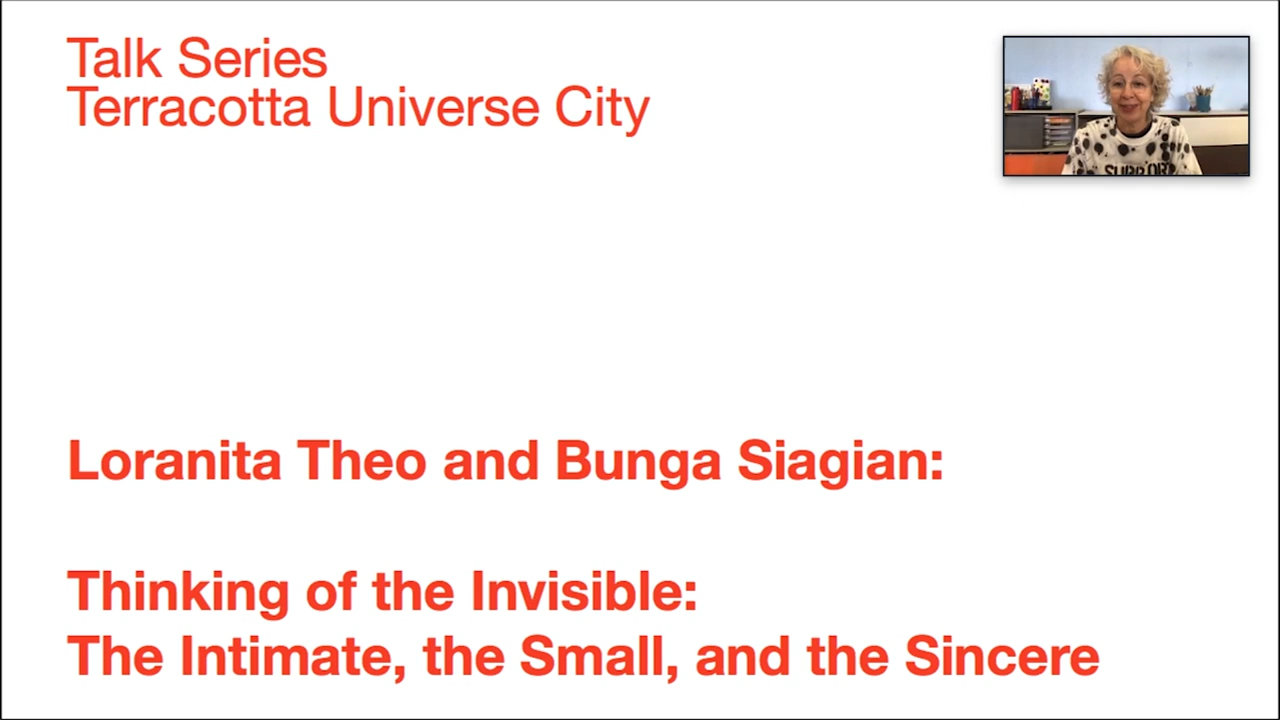 Talk Series
Terracotta Universe City
SUPPORT
Loranita Theo and Bunga Siagian:
Thinking of the Invisible:
The Intimate, the Small, and the Sincere